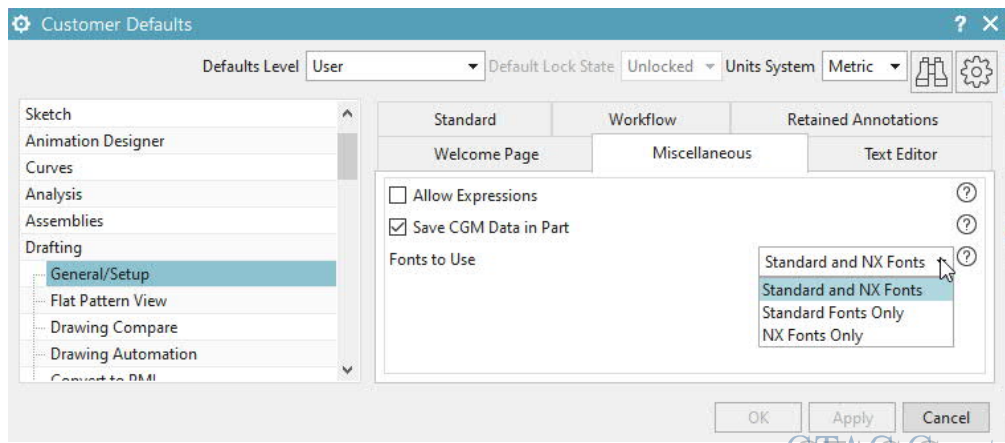 Customer Defaults ?
Defaults Level User Default Lock State Unlocked Units System Metric
Sketch
Animation Designer
Curves
Analysis
Assemblies
Drafting
General/Setup
Flat Pattern View
Drawing Compare
Drawing Automation
Convert to PMI
Standard Workflow Retained Annotations
Welcome Page Miscellaneous Text Editor
Allow Expressions ?
Save CGM Data in Part ?
Fonts to Use Standard and NX Fonts ?
Standard and NX Fonts
Standard Fonts Only
NX Fonts Only
OK Apply Cancel